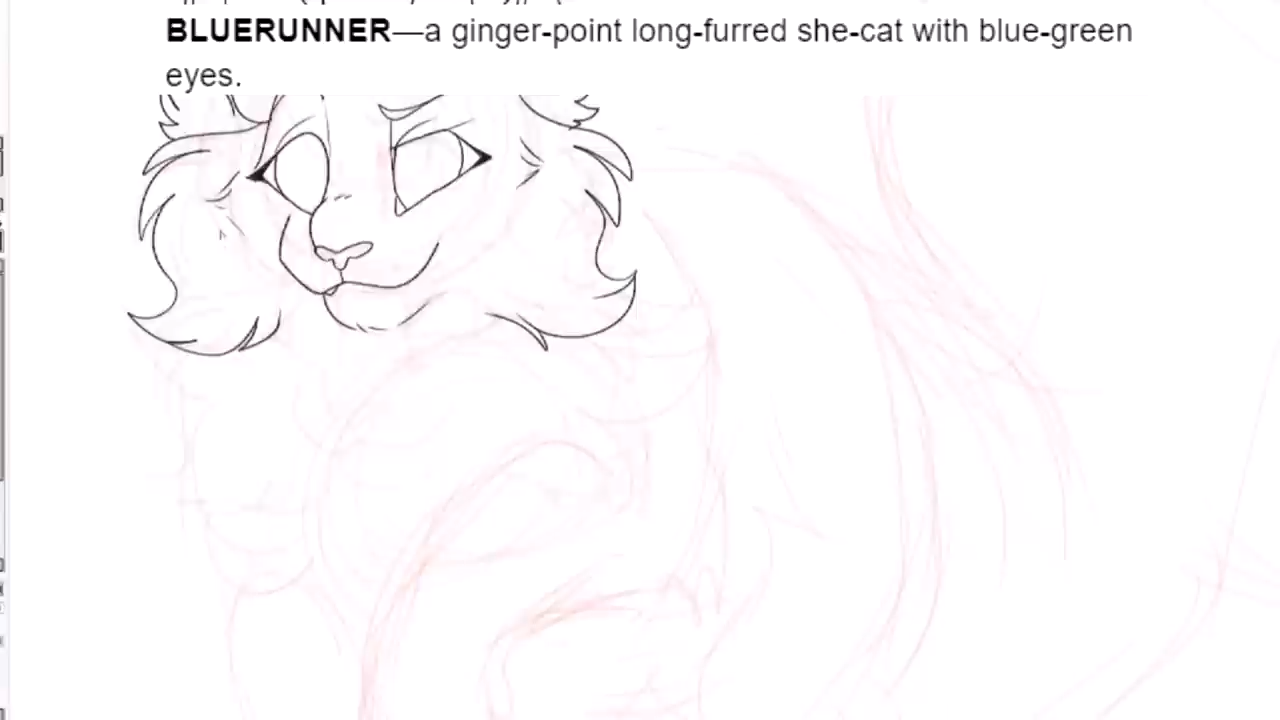 BLUERUNNER—a ginger-point long-furred she-cat with blue-green
eyes.